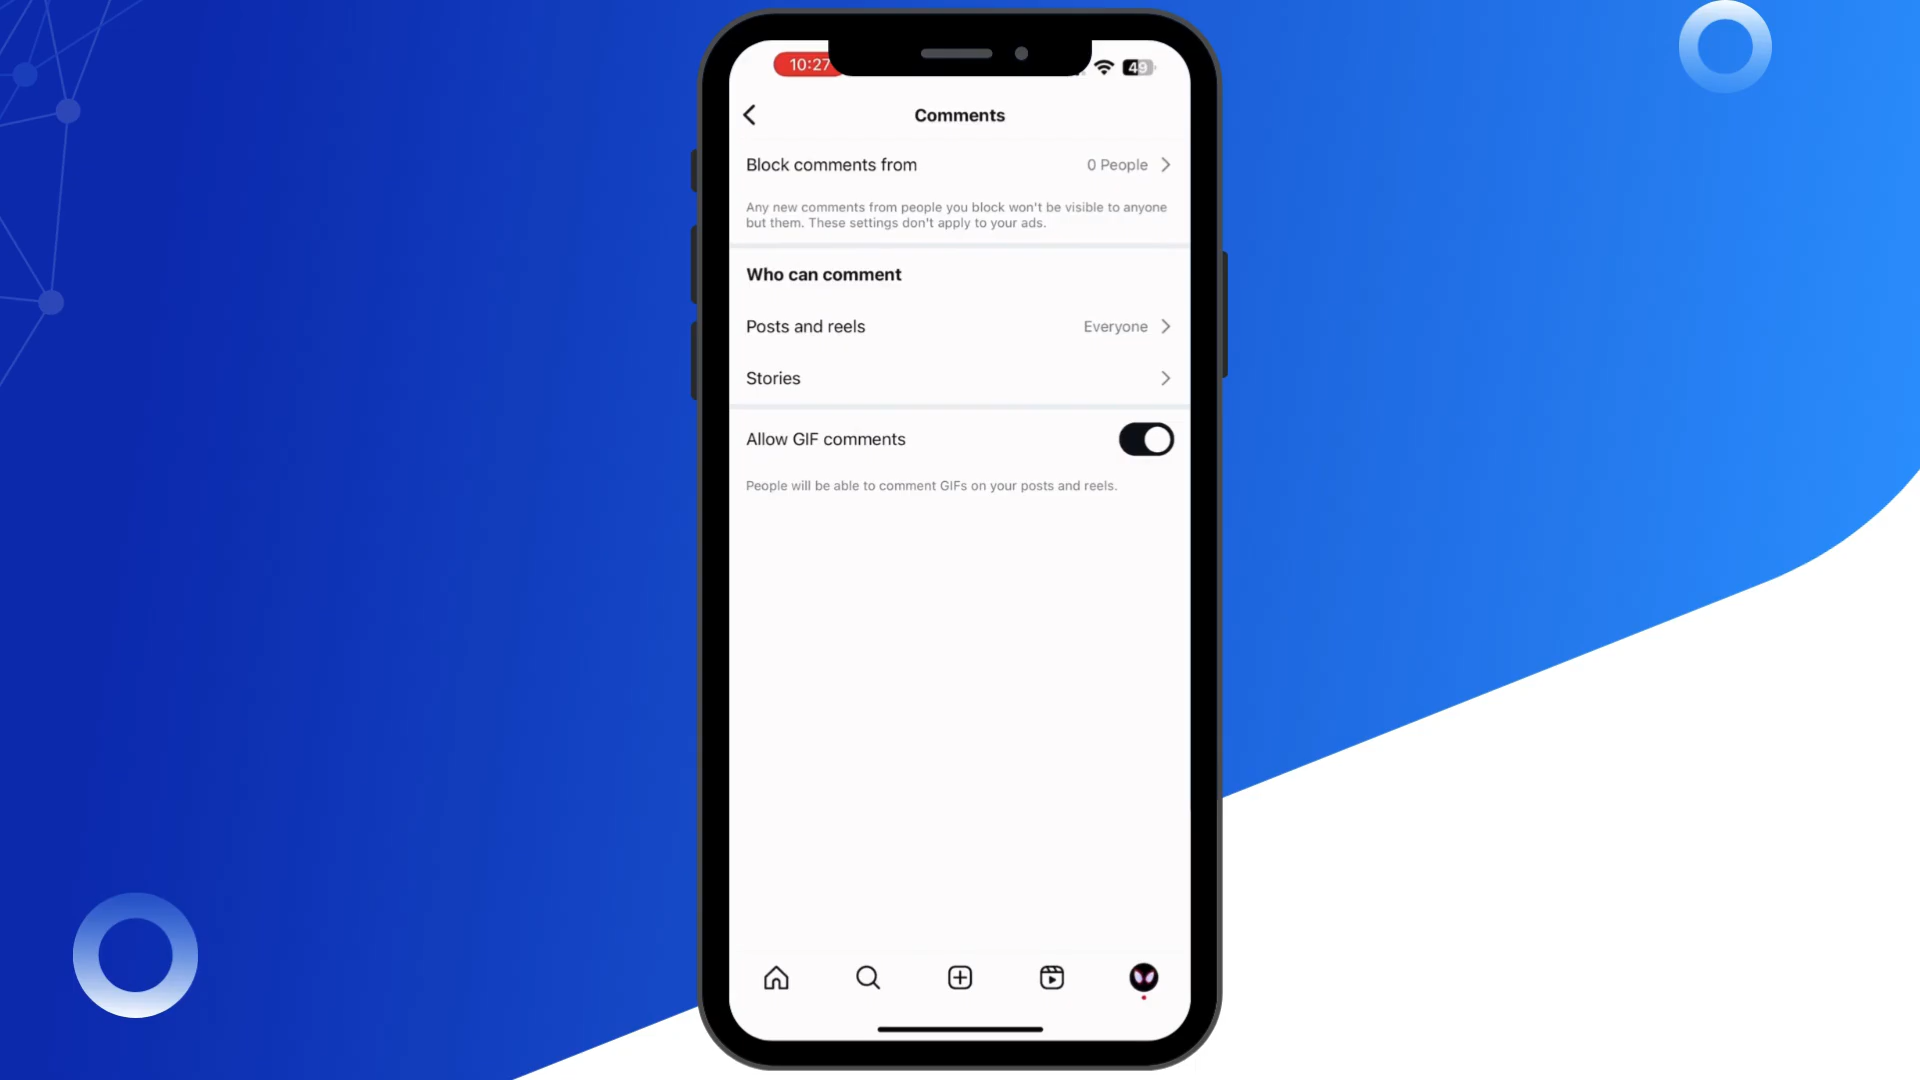 10:27
49
Comments
Block comments from
0 People
Any new comments from people you block won't be visible to anyone
but them. These settings don't apply to your ads.
Who can comment
Posts and reels
Everyone
Stories
Allow GIF comments
People will be able to comment GIFs on your posts and reels.